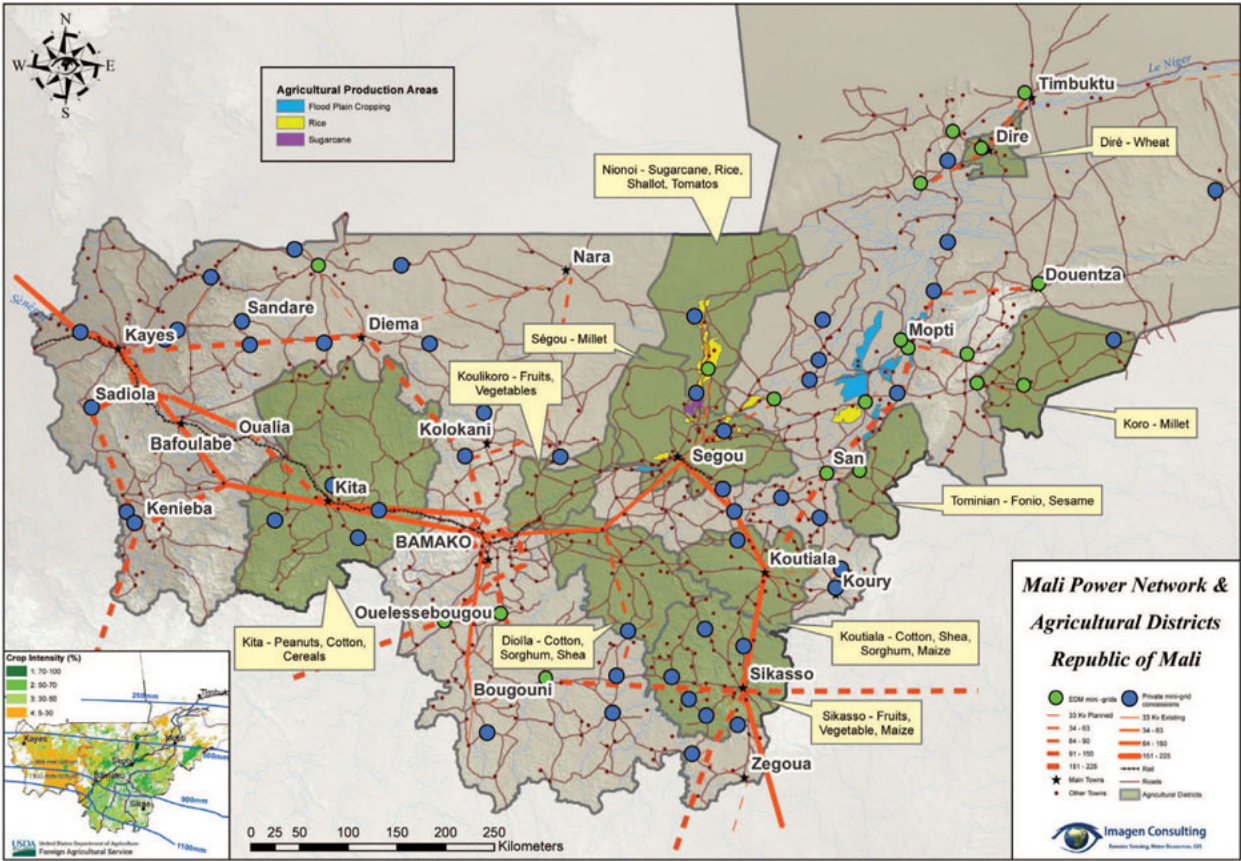 N
W E
S
Agricultural Production Areas
Flood Plain Cropping
Rice
Sugarcane
Le Niger
Timbuktu
Dire
Diré - Wheat
Nionoi - Sugarcane, Rice,
Shallot, Tomatos
Nara
Douentza
Sandare
Diema
Kayes
Ségou - Millet
Mopti
Koulikoro - Fruits,
Vegetables
Koro - Millet
Sadiola
Oualia
Kolokani
Bafoulabe
Segou
San
Kita
Tominian - Fonio, Sesame
Kenieba
BAMAKO
Koutiala
Koury
Ouelessebougou
Kita - Peanuts, Cotton,
Cereals
Dioïla - Cotton,
Sorghum, Shea
Koutiala - Cotton, Shea,
Sorghum, Maize
Bougouni
Sikasso
Sikasso - Fruits,
Vegetable, Maize
Zegoua
0 25 50 100 150 200 250
Kilometers
Crop Intensity (%)
1: 70-100
2: 50-70
3: 30-50
4: 5-30
250mm
Kayes
900mm
1100mm
USDA United States Department of Agriculture
Foreign Agricultural Service
Mali Power Network &
Agricultural Districts
Republic of Mali
EDM mini-grids
Private mini-grid
concessions
33 Kv Planned
34 - 63
64 - 90
91 - 150
151 - 225
Main Towns
Other Towns
33 Kv Existing
34 - 63
64 - 150
151 - 225
Rail
Roads
Agricultural Districts
Imagen Consulting
Remote Sensing, Water Resources, GIS